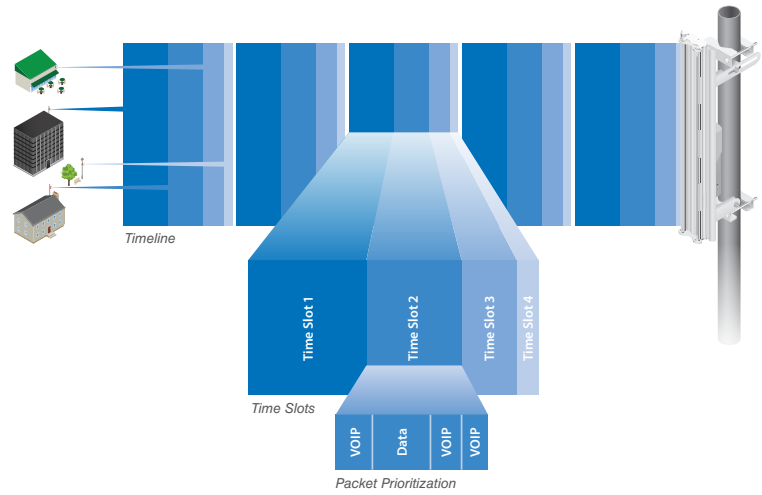 Timeline
Time Slot 1
Time Slot 2
Time Slot 3
Time Slot 4
Time Slots
VOIP
Data
VOIP
VOIP
Packet Prioritization